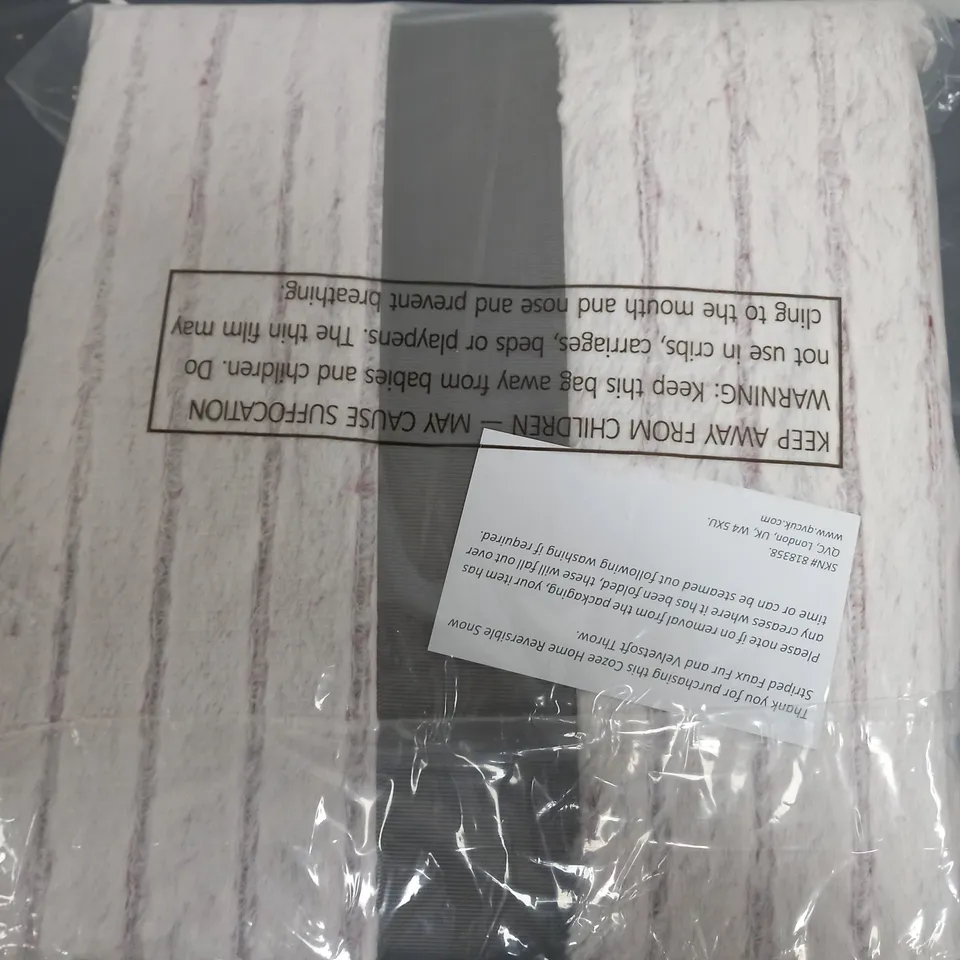 KEEP AWAY FROM CHILDREN — MAY CAUSE SUFFOCATION
WARNING: Keep this bag away from babies and children. Do
not use in cribs, carriages, beds or playpens. The thin film may
cling to the mouth and nose and prevent breathing.
Thank you for purchasing this Cozee Home Reversible Snow
Striped Faux Fur and Velvetsoft Throw.
Please note if on removal from the packaging, your item has
any creases where it has been folded, these will fall out over
time or can be steamed out following washing if required.
SKN# 818358.
QVC, London, UK, W4 5XU.
www.qvcuk.com